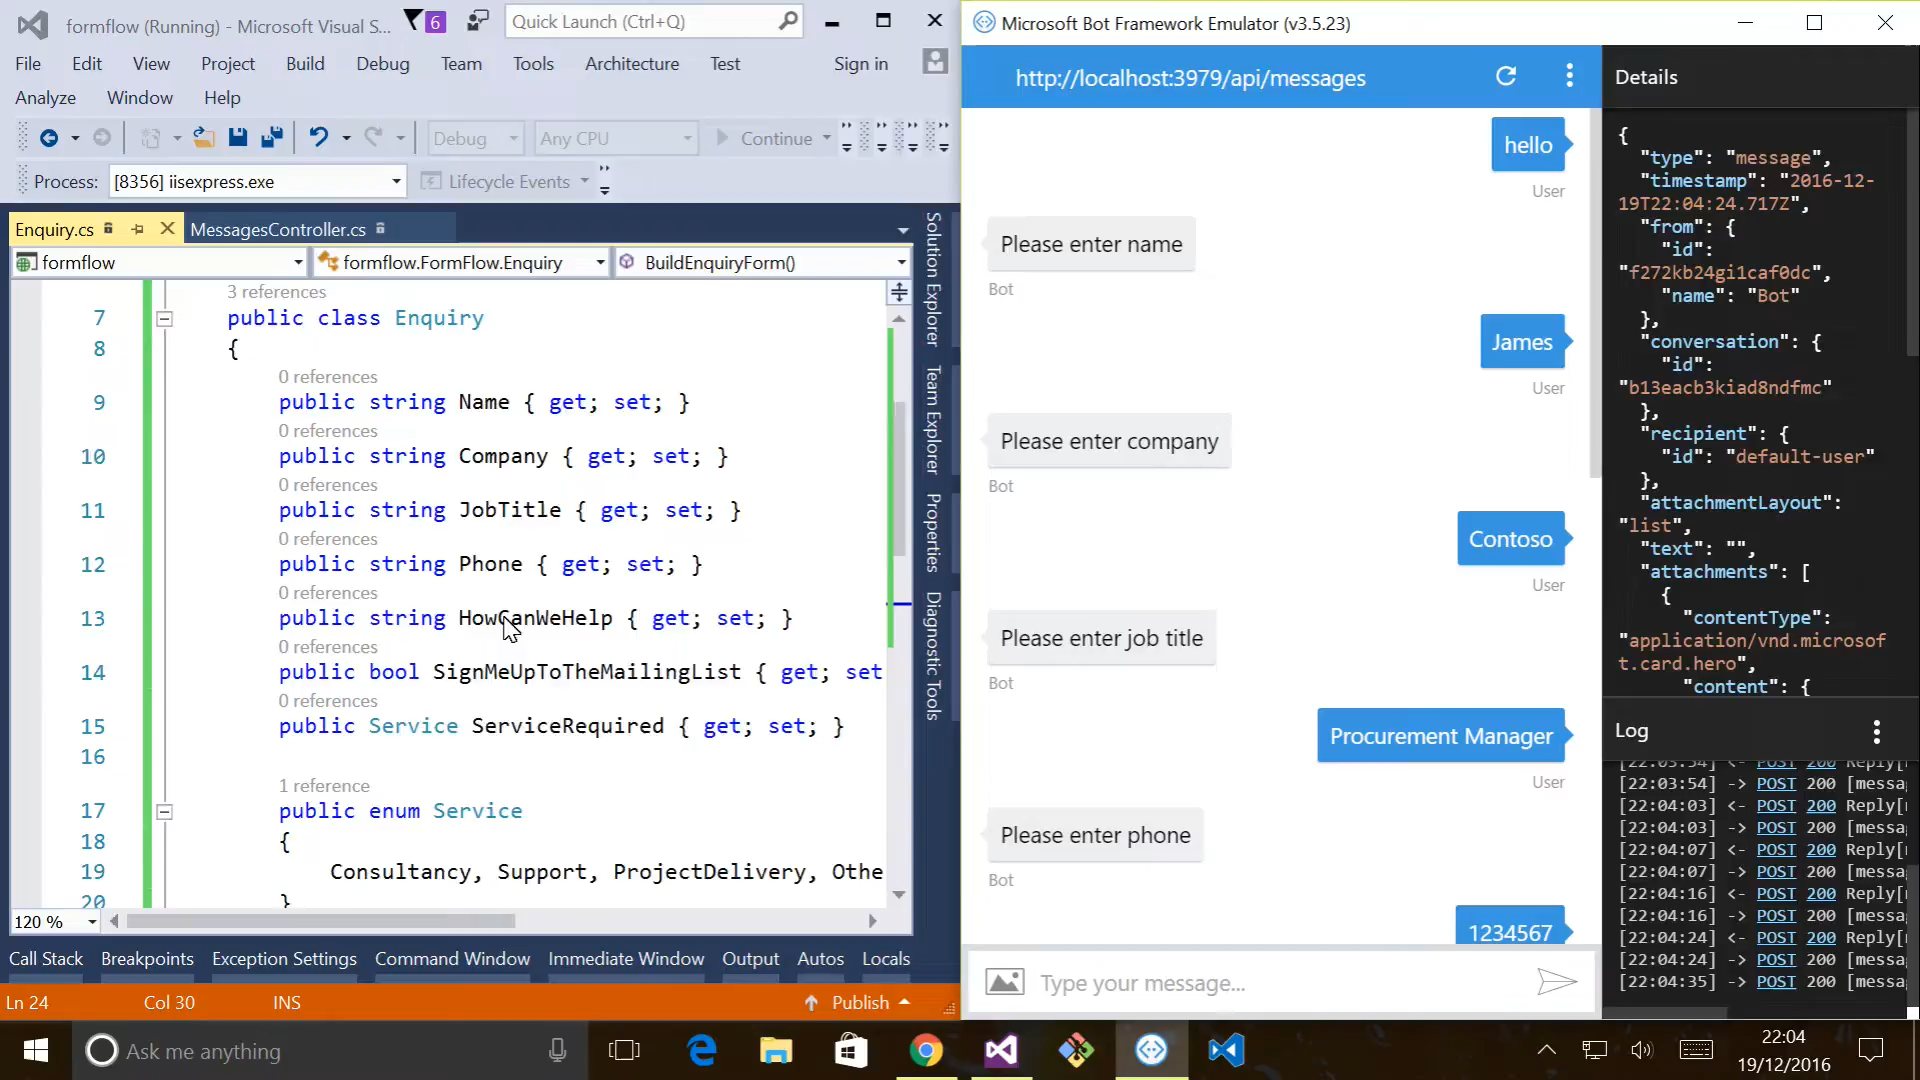 formflow (Running) - Microsoft Visual S...
6
Quick Launch (Ctrl+Q)
File Edit View Project Build Debug Team Tools Architecture Test Sign in
Analyze Window Help
Debug Any CPU Continue
Process: [8356] iisexpress.exe Lifecycle Events
Enquiry.cs MessagesController.cs
formflow formflow.FormFlow.Enquiry BuildEnquiryForm()
3 references
7 public class Enquiry
8 {
0 references
9 public string Name { get; set; }
0 references
10 public string Company { get; set; }
0 references
11 public string JobTitle { get; set; }
0 references
12 public string Phone { get; set; }
0 references
13 public string HowCanWeHelp { get; set; }
0 references
14 public bool SignMeUpToTheMailingList { get; set
0 references
15 public Service ServiceRequired { get; set; }
16
1 reference
17 public enum Service
18 {
19 Consultancy, Support, ProjectDelivery, Othe
20 }
120 %
Solution Explorer
Team Explorer
Properties
Diagnostic Tools
Call Stack Breakpoints Exception Settings Command Window Immediate Window Output Autos Locals
Ln 24 Col 30 INS Publish
Microsoft Bot Framework Emulator (v3.5.23)
http://localhost:3979/api/messages
hello
User
Please enter name
Bot
James
User
Please enter company
Bot
Contoso
User
Please enter job title
Bot
Procurement Manager
User
Please enter phone
Bot
1234567
Type your message...
Details
{
"type": "message",
"timestamp": "2016-12-
19T22:04:24.717Z",
"from": {
"id":
"f272kb24gi1caf0dc",
"name": "Bot"
},
"conversation": {
"id":
"b13eacb3kiad8ndfmc"
},
"recipient": {
"id": "default-user"
},
"attachmentLayout":
"list",
"text": "",
"attachments": [
{
"contentType":
"application/vnd.microsof
t.card.hero",
"content": {
Log
[22:03:54] <- POST 200 Reply[
[22:03:54] -> POST 200 [messa
[22:04:03] <- POST 200 Reply[
[22:04:03] -> POST 200 [messa
[22:04:07] <- POST 200 Reply[
[22:04:07] -> POST 200 [messa
[22:04:16] <- POST 200 Reply[
[22:04:16] -> POST 200 [messa
[22:04:24] <- POST 200 Reply[
[22:04:24] -> POST 200 [messa
[22:04:35] -> POST 200 [messa
Ask me anything
22:04
19/12/2016